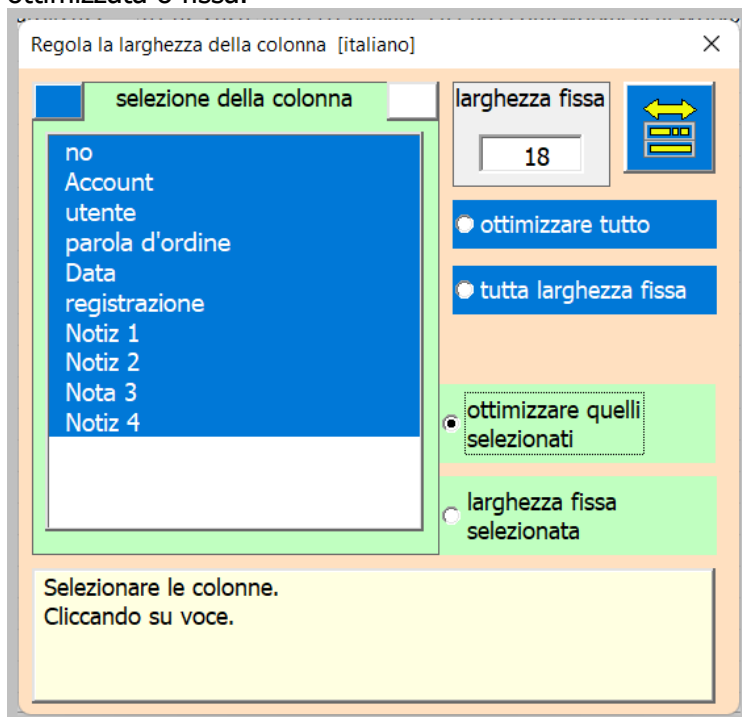 ottimizzata o fissa.
Regola la larghezza della colonna [italiano]
selezione della colonna
larghezza fissa
18
no
Account
utente
parola d'ordine
Data
registrazione
Notiz 1
Notiz 2
Nota 3
Notiz 4
ottimizzare tutto
tutta larghezza fissa
ottimizzare quelli
selezionati
larghezza fissa
selezionata
Selezionare le colonne.
Cliccando su voce.